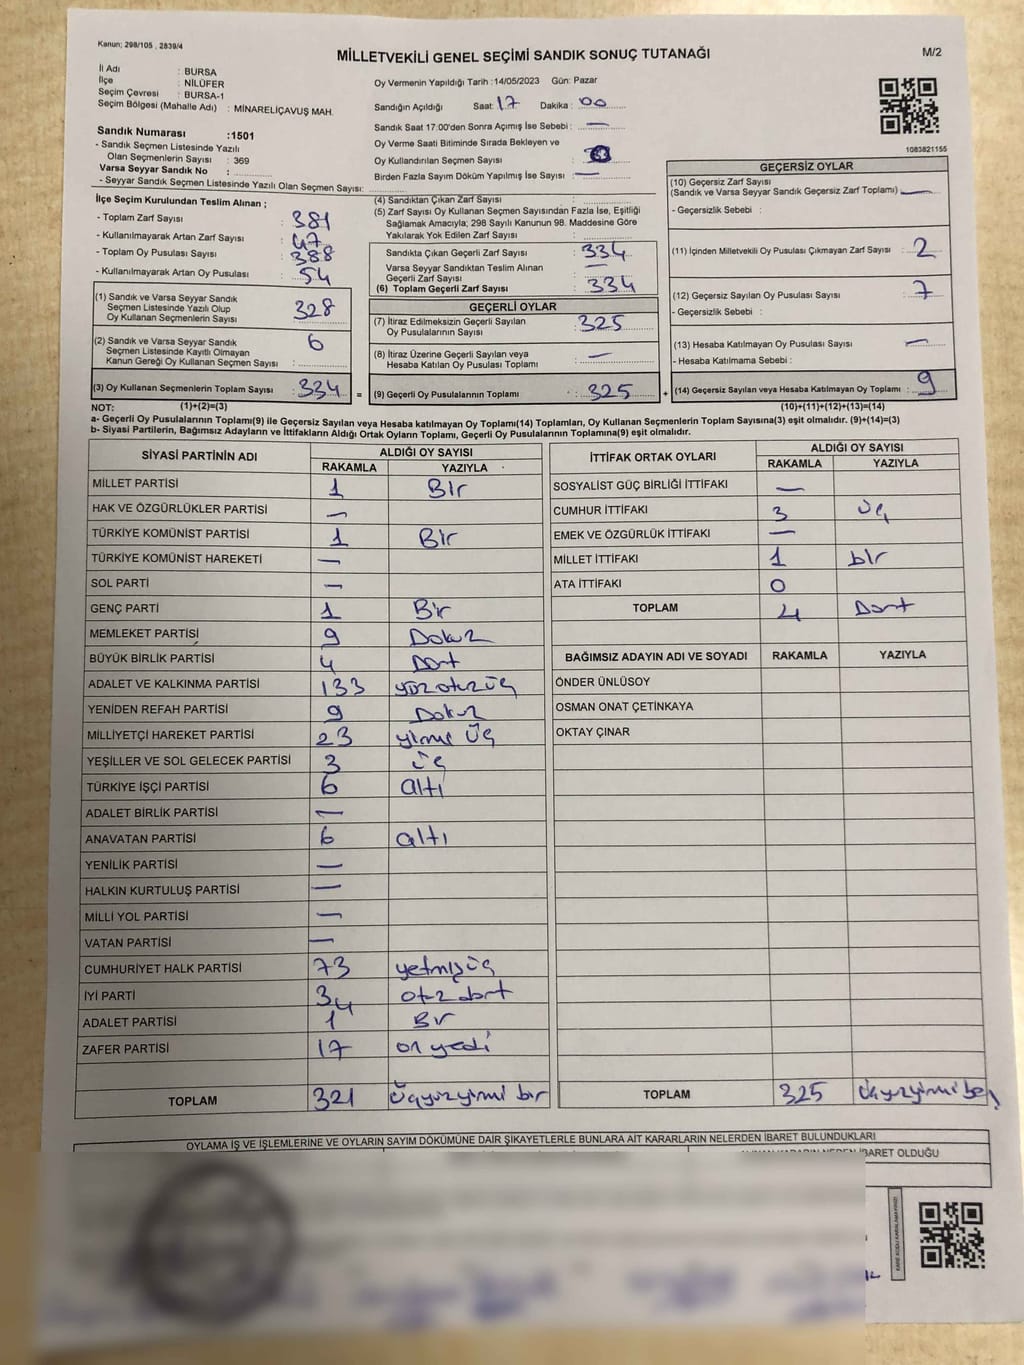 Kanun; 298/105 , 2839/4
MİLLETVEKİLİ GENEL SEÇİMİ SANDIK SONUÇ TUTANAĞI
M/2
İl Adı : BURSA
İlçe : NİLÜFER
Seçim Çevresi : BURSA-1
Seçim Bölgesi (Mahalle Adı) : MİNARELİÇAVUŞ MAH.
Sandık Numarası :1501
- Sandık Seçmen Listesinde Yazılı
Olan Seçmenlerin Sayısı : 369
Varsa Seyyar Sandık No :
- Seyyar Sandık Seçmen Listesinde Yazılı Olan Seçmen Sayısı:
Oy Vermenin Yapıldığı Tarih :14/05/2023 Gün: Pazar
Sandığın Açıldığı Saat: 17 Dakika : 00
Sandık Saat 17:00'den Sonra Açımış İse Sebebi : —
Oy Verme Saati Bitiminde Sırada Bekleyen ve
Oy Kullandırılan Seçmen Sayısı : 0
Birden Fazla Sayım Döküm Yapılmış İse Sayısı : —
1083821155
İlçe Seçim Kurulundan Teslim Alınan ;
- Toplam Zarf Sayısı : 381
- Kullanılmayarak Artan Zarf Sayısı : 47
- Toplam Oy Pusulası Sayısı : 388
- Kullanılmayarak Artan Oy Pusulası : 54
(1) Sandık ve Varsa Seyyar Sandık
Seçmen Listesinde Yazılı Olup
Oy Kullanan Seçmenlerin Sayısı : 328
(2) Sandık ve Varsa Seyyar Sandık
Seçmen Listesinde Kayıtlı Olmayan
Kanun Gereği Oy Kullanan Seçmen Sayısı : 6
(3) Oy Kullanan Seçmenlerin Toplam Sayısı : 334 =
(1)+(2)=(3)
(4) Sandıktan Çıkan Zarf Sayısı :
(5) Zarf Sayısı Oy Kullanan Seçmen Sayısından Fazla İse, Eşitliği
Sağlamak Amacıyla; 298 Sayılı Kanunun 98. Maddesine Göre
Yakılarak Yok Edilen Zarf Sayısı :
Sandıkta Çıkan Geçerli Zarf Sayısı : 334
Varsa Seyyar Sandıktan Teslim Alınan
Geçerli Zarf Sayısı : —
(6) Toplam Geçerli Zarf Sayısı : 334
GEÇERLİ OYLAR
(7) İtiraz Edilmeksizin Geçerli Sayılan
Oy Pusulalarının Sayısı : 325
(8) İtiraz Üzerine Geçerli Sayılan veya
Hesaba Katılan Oy Pusulası Toplamı : —
(9) Geçerli Oy Pusulalarının Toplamı : 325 +
GEÇERSİZ OYLAR
(10) Geçersiz Zarf Sayısı
(Sandık ve Varsa Seyyar Sandık Geçersiz Zarf Toplamı) —
- Geçersizlik Sebebi :
(11) İçinden Milletvekili Oy Pusulası Çıkmayan Zarf Sayısı : 2
(12) Geçersiz Sayılan Oy Pusulası Sayısı : 7
- Geçersizlik Sebebi :
(13) Hesaba Katılmayan Oy Pusulası Sayısı : —
- Hesaba Katılmama Sebebi :
(14) Geçersiz Sayılan veya Hesaba Katılmayan Oy Toplamı : 9
(10)+(11)+(12)+(13)=(14)
NOT:
a- Geçerli Oy Pusulalarının Toplamı(9) ile Geçersiz Sayılan veya Hesaba katılmayan Oy Toplamı(14) Toplamları, Oy Kullanan Seçmenlerin Toplam Sayısına(3) eşit olmalıdır. (9)+(14)=(3)
b- Siyasi Partilerin, Bağımsız Adayların ve İttifakların Aldığı Ortak Oyların Toplamı, Geçerli Oy Pusulalarının Toplamına(9) eşit olmalıdır.
SİYASİ PARTİNİN ADI ALDIĞI OY SAYISI
RAKAMLA YAZIYLA
MİLLET PARTİSİ 1 Bir
HAK VE ÖZGÜRLÜKLER PARTİSİ —
TÜRKİYE KOMÜNİST PARTİSİ 1 Bir
TÜRKİYE KOMÜNİST HAREKETİ —
SOL PARTİ —
GENÇ PARTİ 1 Bir
MEMLEKET PARTİSİ 9 Dokuz
BÜYÜK BİRLİK PARTİSİ 4 Dört
ADALET VE KALKINMA PARTİSİ 133 yüzotuzüç
YENİDEN REFAH PARTİSİ 9 Dokuz
MİLLİYETÇİ HAREKET PARTİSİ 23 yirmi üç
YEŞİLLER VE SOL GELECEK PARTİSİ 3 üç
TÜRKİYE İŞÇİ PARTİSİ 6 altı
ADALET BİRLİK PARTİSİ —
ANAVATAN PARTİSİ 6 altı
YENİLİK PARTİSİ —
HALKIN KURTULUŞ PARTİSİ —
MİLLİ YOL PARTİSİ —
VATAN PARTİSİ —
CUMHURİYET HALK PARTİSİ 73 yetmişüç
İYİ PARTİ 34 otuz dört
ADALET PARTİSİ 1 Bir
ZAFER PARTİSİ 17 on yedi
TOPLAM 321 Üçyüzyirmi bir
İTTİFAK ORTAK OYLARI ALDIĞI OY SAYISI
RAKAMLA YAZIYLA
SOSYALİST GÜÇ BİRLİĞİ İTTİFAKI —
CUMHUR İTTİFAKI 3 üç
EMEK VE ÖZGÜRLÜK İTTİFAKI —
MİLLET İTTİFAKI 1 bir
ATA İTTİFAKI 0
TOPLAM 4 Dört
BAĞIMSIZ ADAYIN ADI VE SOYADI RAKAMLA YAZIYLA
ÖNDER ÜNLÜSOY
OSMAN ONAT ÇETİNKAYA
OKTAY ÇINAR
TOPLAM 325 üçyüzyirmi beş
OYLAMA İŞ VE İŞLEMLERİNE VE OYLARIN SAYIM DÖKÜMÜNE DAİR ŞİKAYETLERLE BUNLARA AİT KARARLARIN NELERDEN İBARET BULUNDUKLARI
İBARET OLDUĞU